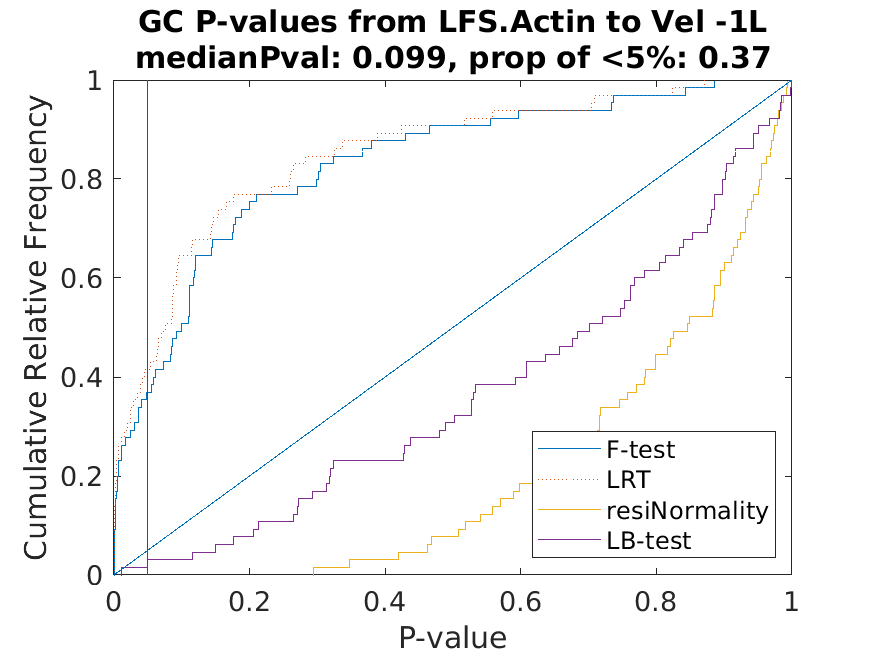 GC P-values from LFS.Actin to Vel -1L
medianPval: 0.099, prop of <5%: 0.37
Cumulative Relative Frequency
1
0.8
0.6
0.4
0.2
0
0
0.2
0.4
0.6
0.8
1
P-value
F-test
LRT
resiNormality
LB-test